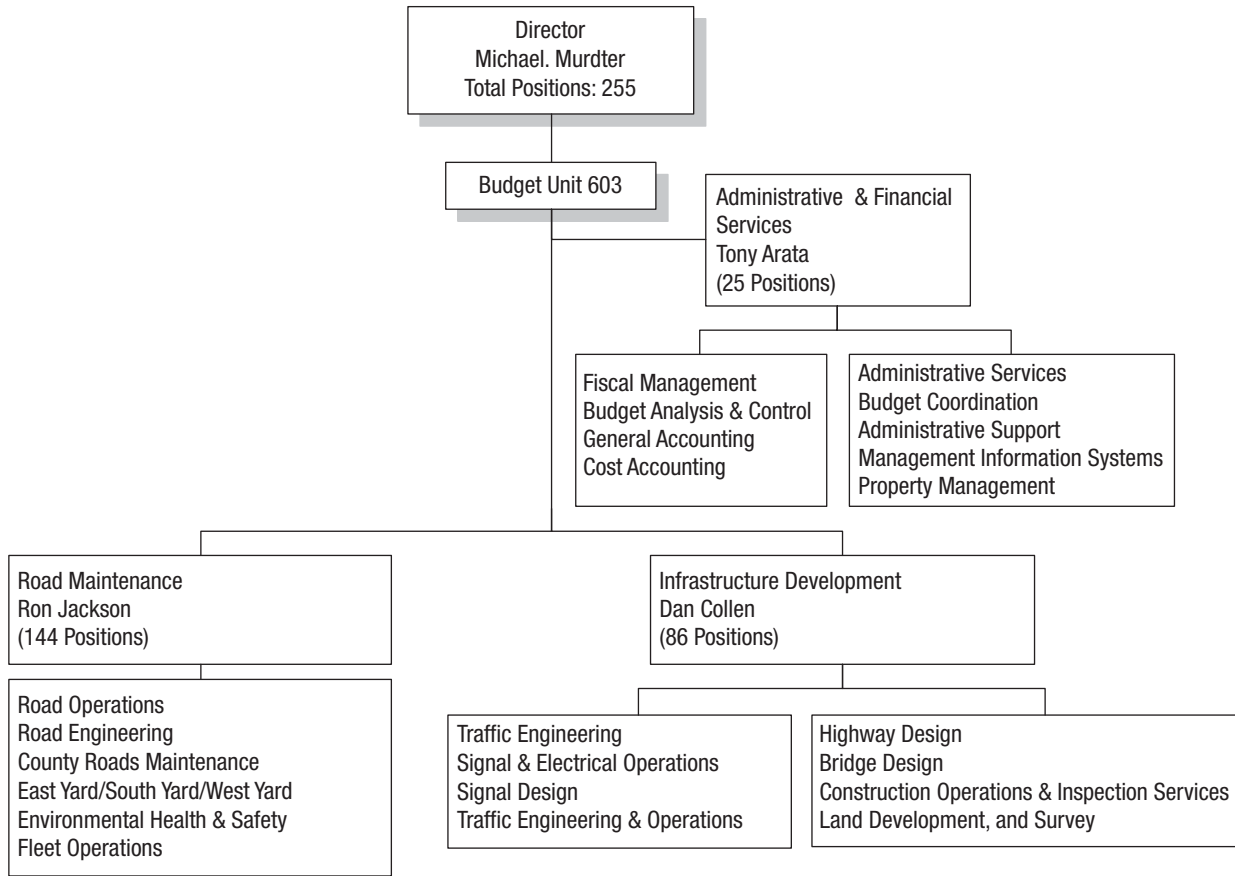 Director
Michael. Murdter
Total Positions: 255
Budget Unit 603
Administrative & Financial
Services
Tony Arata
(25 Positions)
Fiscal Management
Budget Analysis & Control
General Accounting
Cost Accounting
Administrative Services
Budget Coordination
Administrative Support
Management Information Systems
Property Management
Road Maintenance
Ron Jackson
(144 Positions)
Road Operations
Road Engineering
County Roads Maintenance
East Yard/South Yard/West Yard
Environmental Health & Safety
Fleet Operations
Infrastructure Development
Dan Collen
(86 Positions)
Traffic Engineering
Signal & Electrical Operations
Signal Design
Traffic Engineering & Operations
Highway Design
Bridge Design
Construction Operations & Inspection Services
Land Development, and Survey